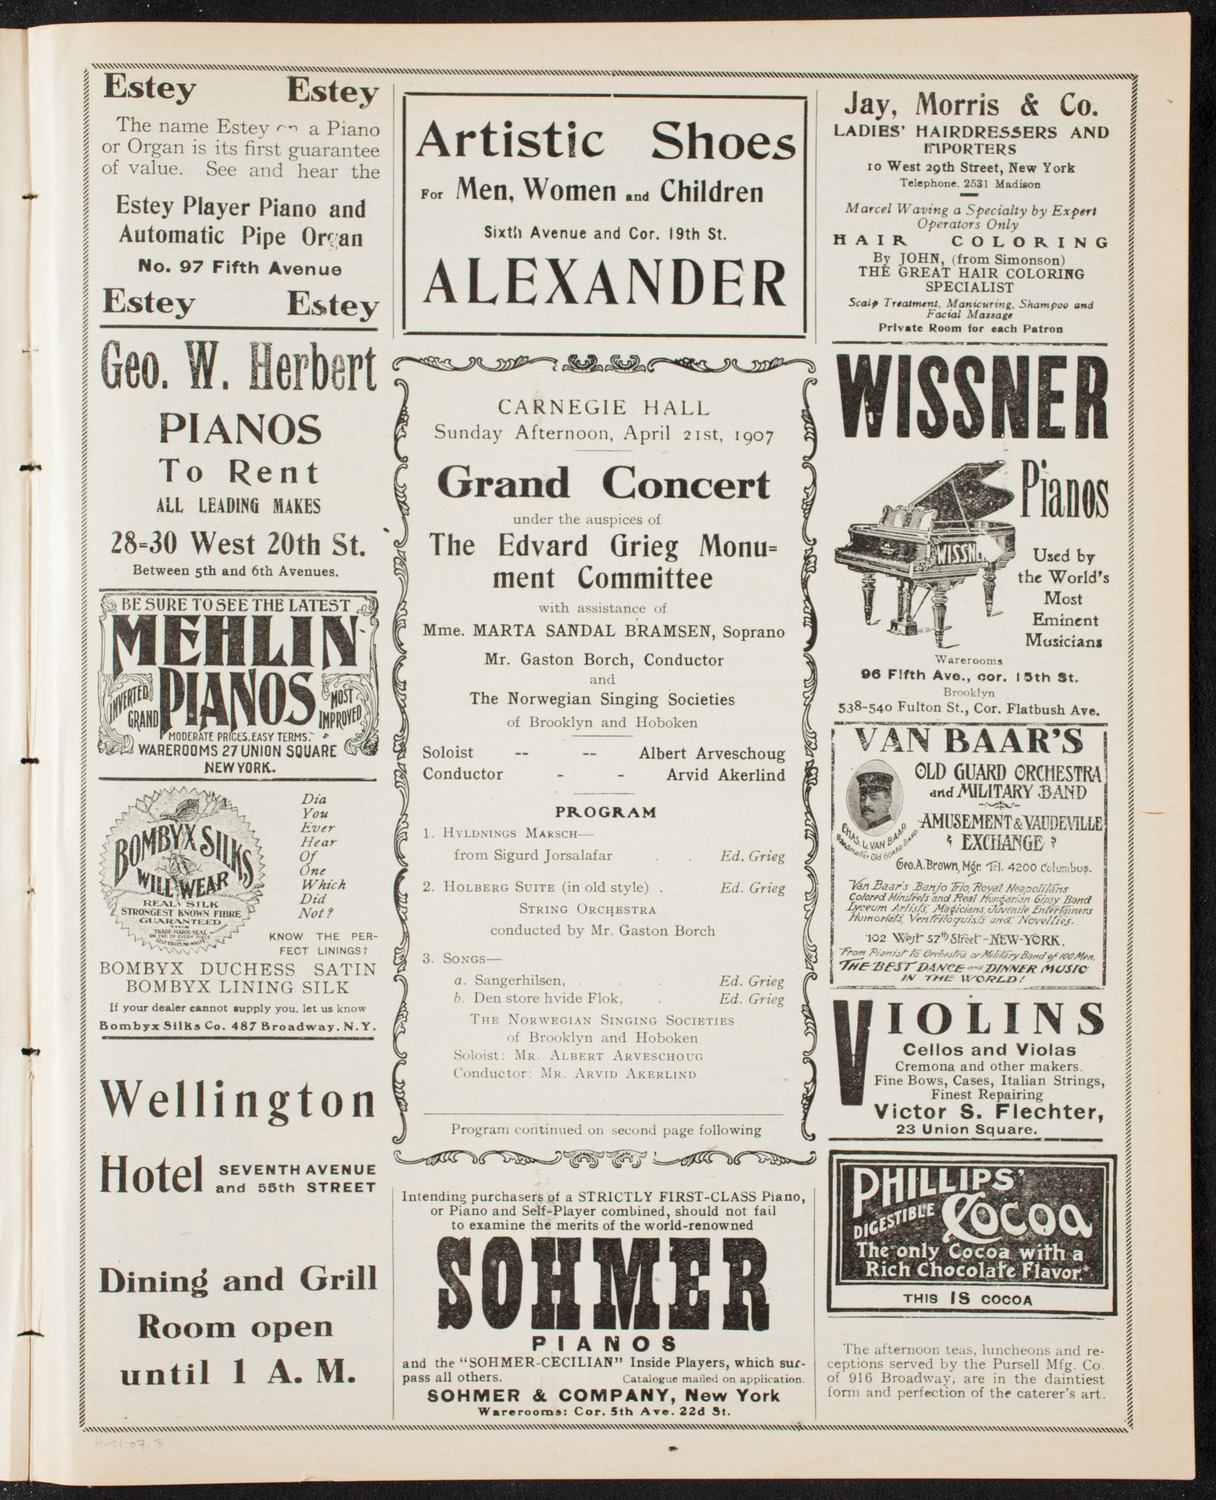 Estey Estey
The name Estey on a Piano
or Organ is its first guarantee
of value. See and hear the
Estey Player Piano and
Automatic Pipe Organ
No. 97 Fifth Avenue
Estey Estey
Geo. W. Herbert
PIANOS
To Rent
ALL LEADING MAKES
28=30 West 20th St.
Between 5th and 6th Avenues.
BE SURE TO SEE THE LATEST
MEHLIN
PIANOS
INVERTED
GRAND
MOST
IMPROVED
MODERATE PRICES. EASY TERMS.
WAREROOMS 27 UNION SQUARE
NEW YORK.
BOMBYX SILKS
WILL WEAR
REAL SILK
STRONGEST KNOWN FIBRE
GUARANTEED
Dia
You
Ever
Hear
Of
One
Which
Did
Not?
KNOW THE PER-
FECT LININGS?
BOMBYX DUCHESS SATIN
BOMBYX LINING SILK
If your dealer cannot supply you, let us know
Bombyx Silks Co. 487 Broadway, N.Y.
Wellington
Hotel SEVENTH AVENUE
and 55th STREET
Dining and Grill
Room open
until 1 A. M.
Artistic Shoes
For Men, Women and Children
Sixth Avenue and Cor. 19th St.
ALEXANDER
CARNEGIE HALL
Sunday Afternoon, April 21st, 1907
Grand Concert
under the auspices of
The Edvard Grieg Monu=
ment Committee
with assistance of
Mme. MARTA SANDAL BRAMSEN, Soprano
Mr. Gaston Borch, Conductor
and
The Norwegian Singing Societies
of Brooklyn and Hoboken
Soloist -- -- Albert Arveschoug
Conductor - - Arvid Akerlind
PROGRAM
1. HYLDNINGS MARSCH—
from Sigurd Jorsalafar . . Ed. Grieg
2. HOLBERG SUITE (in old style) . Ed. Grieg
STRING ORCHESTRA
conducted by Mr. Gaston Borch
3. SONGS—
a. Sangerhilsen, . . . Ed. Grieg
b. Den store hvide Flok, . . Ed. Grieg
THE NORWEGIAN SINGING SOCIETIES
of Brooklyn and Hoboken
Soloist: MR. ALBERT ARVESCHOUG
Conductor: MR. ARVID AKERLIND
Program continued on second page following
Intending purchasers of a STRICTLY FIRST-CLASS Piano,
or Piano and Self-Player combined, should not fail
to examine the merits of the world-renowned
SOHMER
PIANOS
and the "SOHMER-CECILIAN" Inside Players, which sur-
pass all others. Catalogue mailed on application.
SOHMER & COMPANY, New York
Warerooms: Cor. 5th Ave. 22d St.
Jay, Morris & Co.
LADIES' HAIRDRESSERS AND
IMPORTERS
10 West 29th Street, New York
Telephone, 2531 Madison
Marcel Waving a Specialty by Expert
Operators Only
HAIR COLORING
By JOHN, (from Simonson)
THE GREAT HAIR COLORING
SPECIALIST
Scalp Treatment, Manicuring, Shampoo and
Facial Massage
Private Room for each Patron
WISSNER
Pianos
WISSN
Used by
the World's
Most
Eminent
Musicians
Warerooms
96 Fifth Ave., cor. 15th St.
Brooklyn
538-540 Fulton St., Cor. Flatbush Ave.
VAN BAAR'S
OLD GUARD ORCHESTRA
and MILITARY BAND
AMUSEMENT & VAUDEVILLE
EXCHANGE
CHAS. L. VAN BAAR
Bandmaster Old Guard Band
Geo. A. Brown, Mgr. Tel. 4200 Columbus.
Van Baar's Banjo Trio, Royal Neapolitans
Colored Minstrels and Real Hungarian Gipsy Band
Lyceum Artists, Magicians, Juvenile Entertainers
Humorists, Ventriloquists and Novelties.
102 West 57th Street - NEW-YORK.
From Pianist to Orchestra or Military Band of 100 Men.
THE BEST DANCE and DINNER MUSIC
IN THE WORLD!
VIOLINS
Cellos and Violas
Cremona and other makers.
Fine Bows, Cases, Italian Strings,
Finest Repairing
Victor S. Flechter,
23 Union Square.
PHILLIPS'
DIGESTIBLE COCOA
The only Cocoa with a
Rich Chocolate Flavor.
THIS IS COCOA
The afternoon teas, luncheons and re-
ceptions served by the Pursell Mfg. Co.
of 916 Broadway, are in the daintiest
form and perfection of the caterer's art.
4-21-07.3